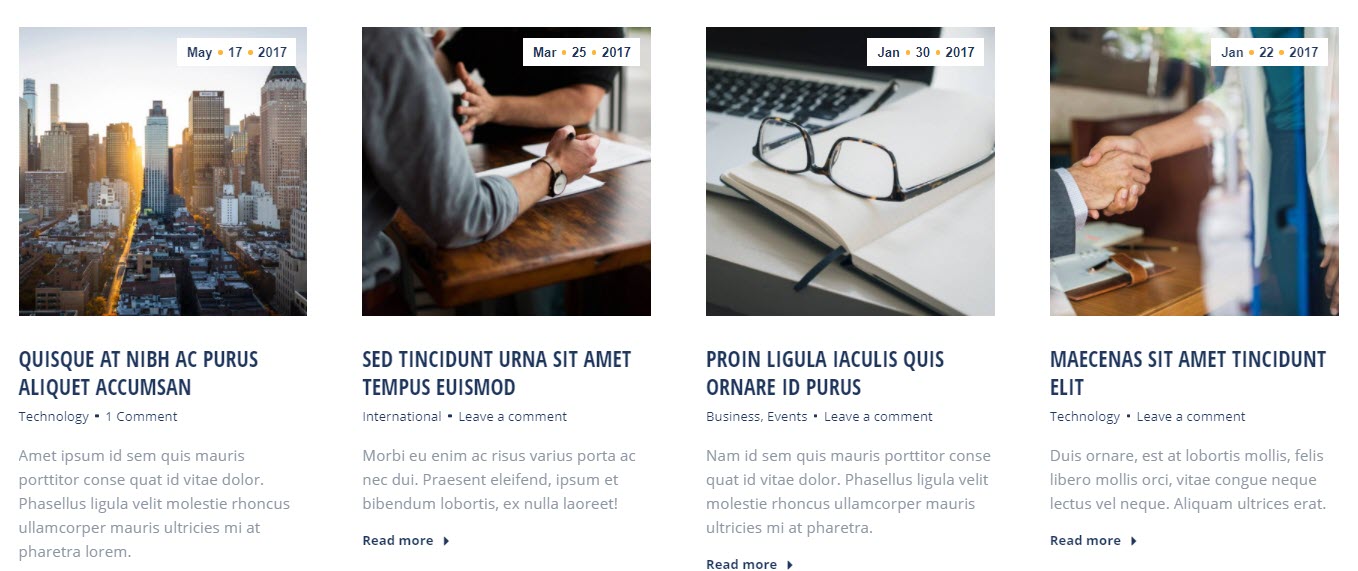 May • 17 • 2017
QUISQUE AT NIBH AC PURUS
ALIQUET ACCUMSAN
Technology ▪ 1 Comment
Amet ipsum id sem quis mauris
porttitor conse quat id vitae dolor.
Phasellus ligula velit molestie rhoncus
ullamcorper mauris ultricies mi at
pharetra lorem.
Mar • 25 • 2017
SED TINCIDUNT URNA SIT AMET
TEMPUS EUISMOD
International ▪ Leave a comment
Morbi eu enim ac risus varius porta ac
nec dui. Praesent eleifend, ipsum et
bibendum lobortis, ex nulla laoreet!
Read more
Jan • 30 • 2017
PROIN LIGULA IACULIS QUIS
ORNARE ID PURUS
Business, Events ▪ Leave a comment
Nam id sem quis mauris porttitor conse
quat id vitae dolor. Phasellus ligula velit
molestie rhoncus ullamcorper mauris
ultricies mi at pharetra.
Read more
Jan • 22 • 2017
MAECENAS SIT AMET TINCIDUNT
ELIT
Technology ▪ Leave a comment
Duis ornare, est at lobortis mollis, felis
libero mollis orci, vitae congue neque
lectus vel neque. Aliquam ultrices erat.
Read more